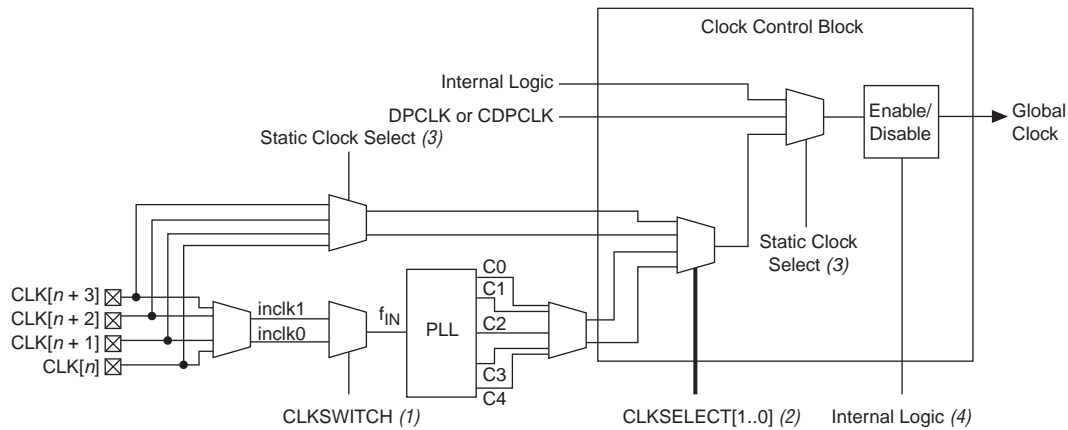 Clock Control Block
Internal Logic
DPCLK or CDPCLK
Static Clock Select (3)
Enable/
Disable
Global
Clock
Static Clock
Select (3)
CLK[n + 3]
CLK[n + 2]
CLK[n + 1]
CLK[n]
inclk1
inclk0
fIN
PLL
C0
C1
C2
C3
C4
CLKSWITCH (1)
CLKSELECT[1..0] (2)
Internal Logic (4)